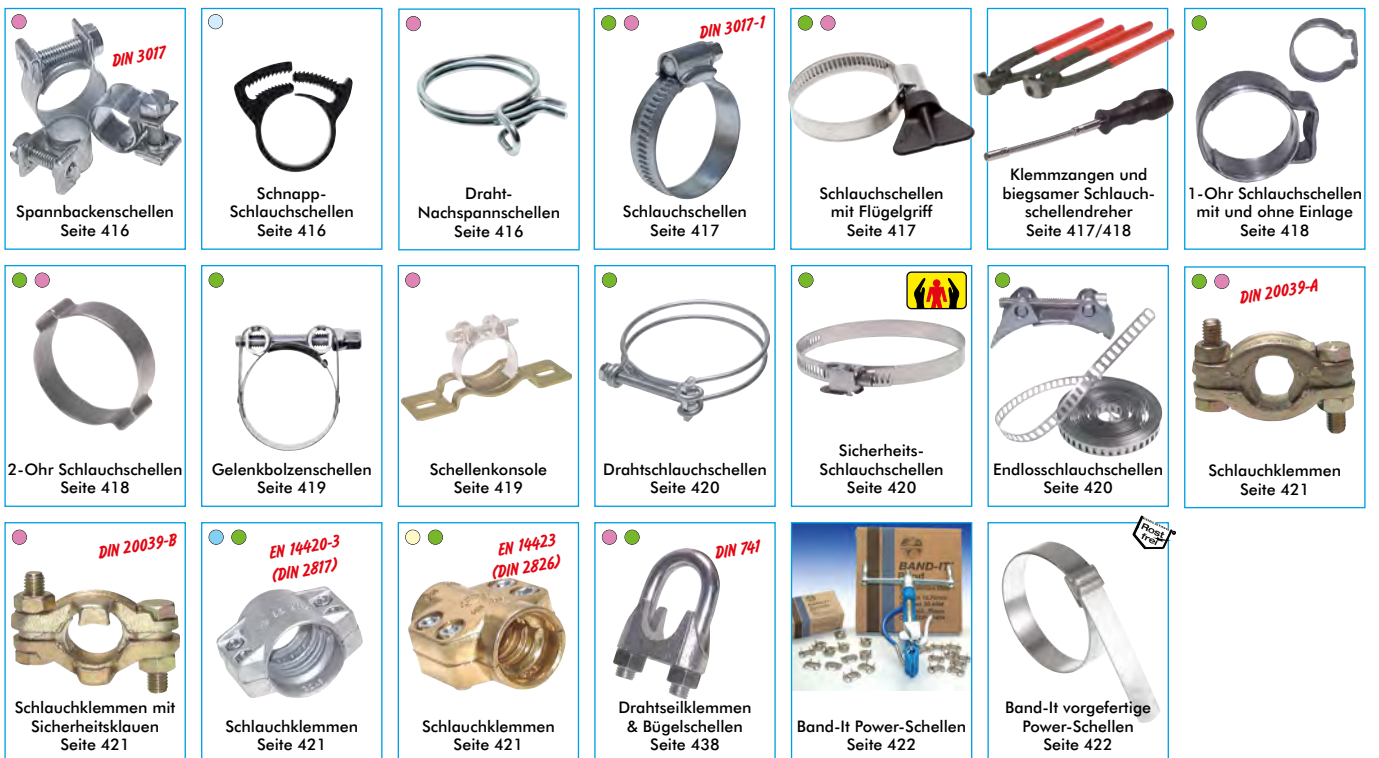 DIN 3017
Spannbackenschellen
Seite 416
Schnapp-
Schlauchschellen
Seite 416
Draht-
Nachspannschellen
Seite 416
DIN 3017-1
Schlauchschellen
Seite 417
Schlauchschellen
mit Flügelgriff
Seite 417
Klemmzangen und
biegsamer Schlauch-
schellendreher
Seite 417/418
1-Ohr Schlauchschellen
mit und ohne Einlage
Seite 418
2-Ohr Schlauchschellen
Seite 418
Gelenkbolzenschellen
Seite 419
Schellenkonsole
Seite 419
Drahtschlauchschellen
Seite 420
Sicherheits-
Schlauchschellen
Seite 420
Endlosschlauchschellen
Seite 420
DIN 20039-A
Schlauchklemmen
Seite 421
DIN 20039-B
Schlauchklemmen mit
Sicherheitsklauen
Seite 421
EN 14420-3
(DIN 2817)
Schlauchklemmen
Seite 421
EN 14423
(DIN 2826)
Schlauchklemmen
Seite 421
DIN 741
Drahtseilklemmen
& Bügelschellen
Seite 438
BAND-IT
Band-It Power-Schellen
Seite 422
Rost
frei
Band-It vorgefertige
Power-Schellen
Seite 422